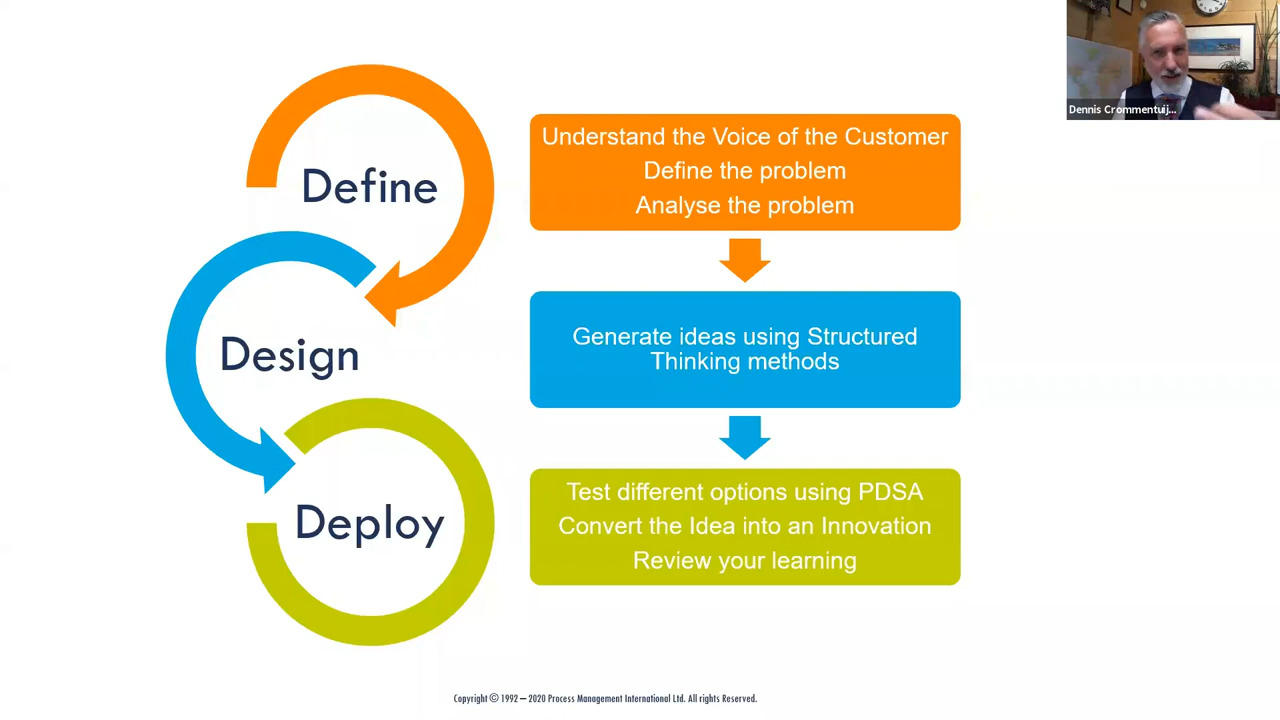 Dennis Crommentuij...
Define
Understand the Voice of the Customer
Define the problem
Analyse the problem
Design
Generate ideas using Structured
Thinking methods
Deploy
Test different options using PDSA
Convert the Idea into an Innovation
Review your learning
Copyright © 1992 – 2020 Process Management International Ltd. All rights Reserved.